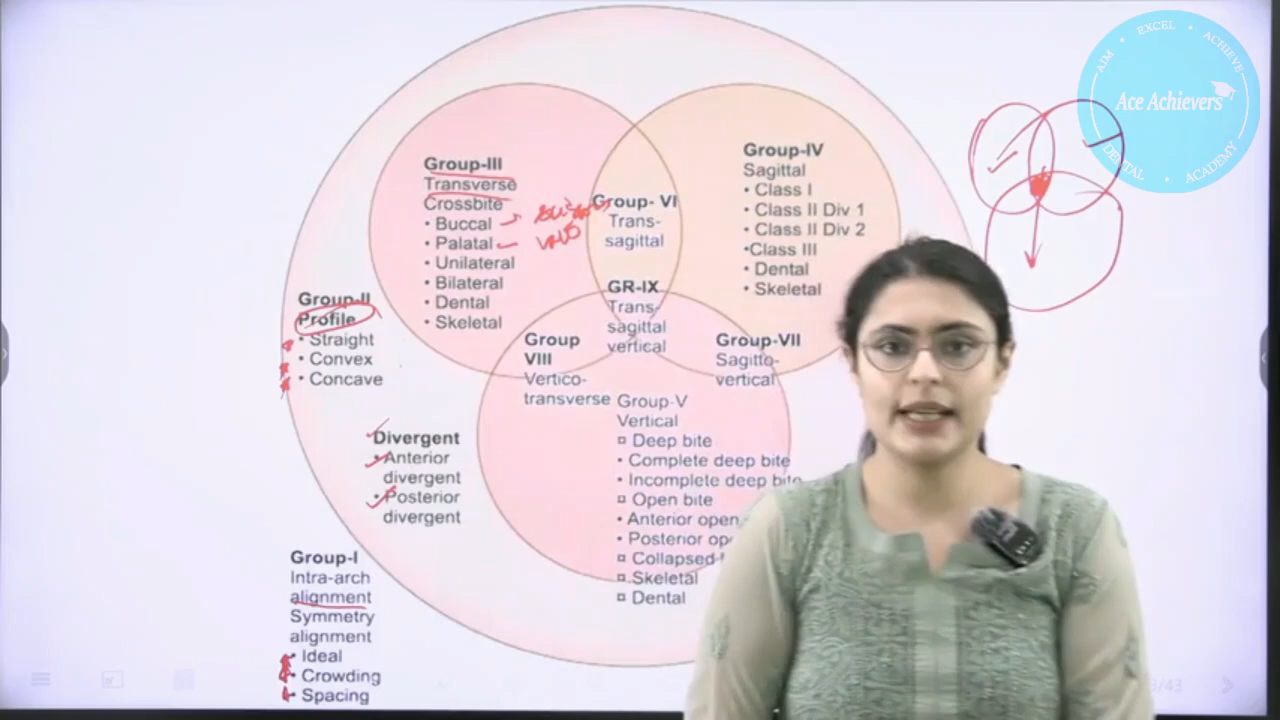 AIM • EXCEL • ACHIEVE
Ace Achievers
DENTAL • ACADEMY
Group-III
Transverse
Crossbite
• Buccal
• Palatal
• Unilateral
• Bilateral
• Dental
• Skeletal
Group- VI
Trans-
sagittal
Group-IV
Sagittal
• Class I
• Class II Div 1
• Class II Div 2
•Class III
• Dental
• Skeletal
GR-IX
Trans-
sagittal
vertical
Group-II
Profile
• Straight
• Convex
• Concave
Group
VIII
Vertico-
transverse
Group-VII
Sagitto-
vertical
Group-V
Vertical
¤ Deep bite
• Complete deep bite
• Incomplete deep bite
¤ Open bite
• Anterior open
• Posterior op
¤ Collapsed
¤ Skeletal
¤ Dental
Divergent
• Anterior
divergent
• Posterior
divergent
Group-I
Intra-arch
alignment
Symmetry
alignment
• Ideal
• Crowding
• Spacing
/43